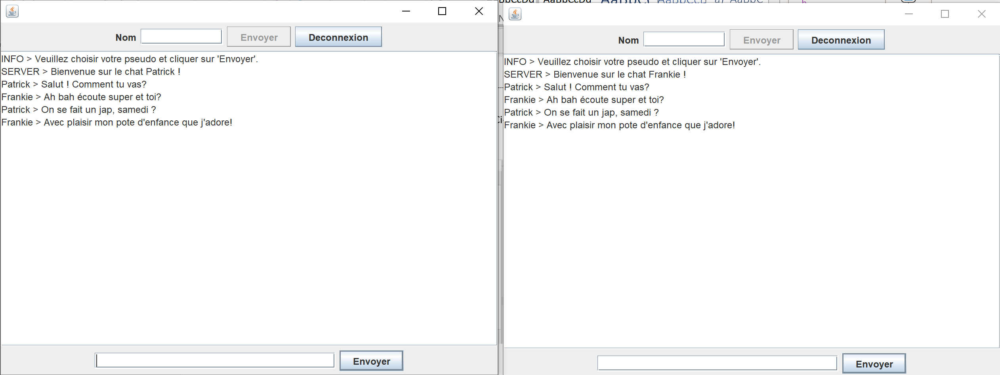 Nom Envoyer Deconnexion
INFO > Veuillez choisir votre pseudo et cliquer sur 'Envoyer'.
SERVER > Bienvenue sur le chat Patrick !
Patrick > Salut ! Comment tu vas?
Frankie > Ah bah écoute super et toi?
Patrick > On se fait un jap, samedi ?
Frankie > Avec plaisir mon pote d'enfance que j'adore!
Envoyer
Nom Envoyer Deconnexion
INFO > Veuillez choisir votre pseudo et cliquer sur 'Envoyer'.
SERVER > Bienvenue sur le chat Frankie !
Patrick > Salut ! Comment tu vas?
Frankie > Ah bah écoute super et toi?
Patrick > On se fait un jap, samedi ?
Frankie > Avec plaisir mon pote d'enfance que j'adore!
Envoyer